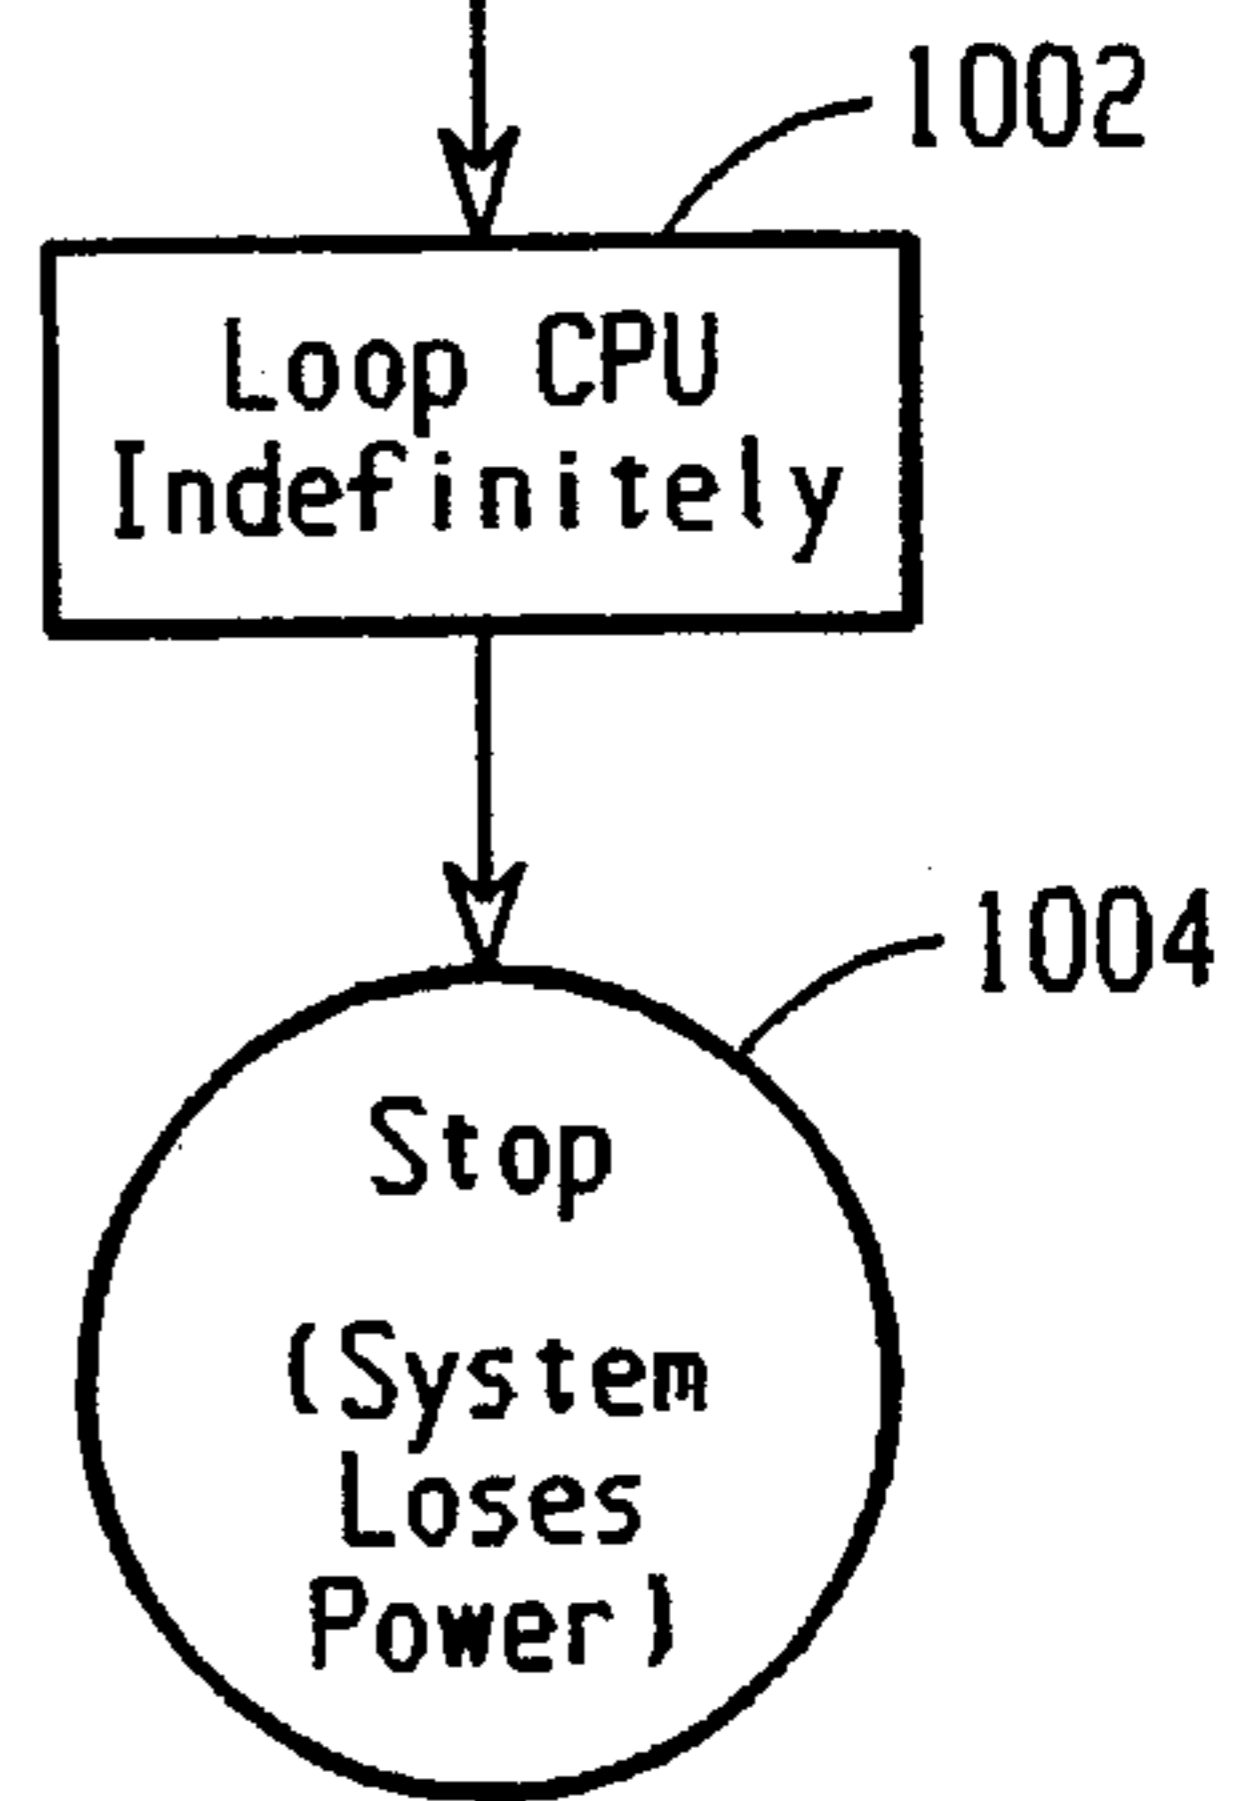 1002
Loop CPU
Indefinitely
1004
Stop
(System
Loses
Power)